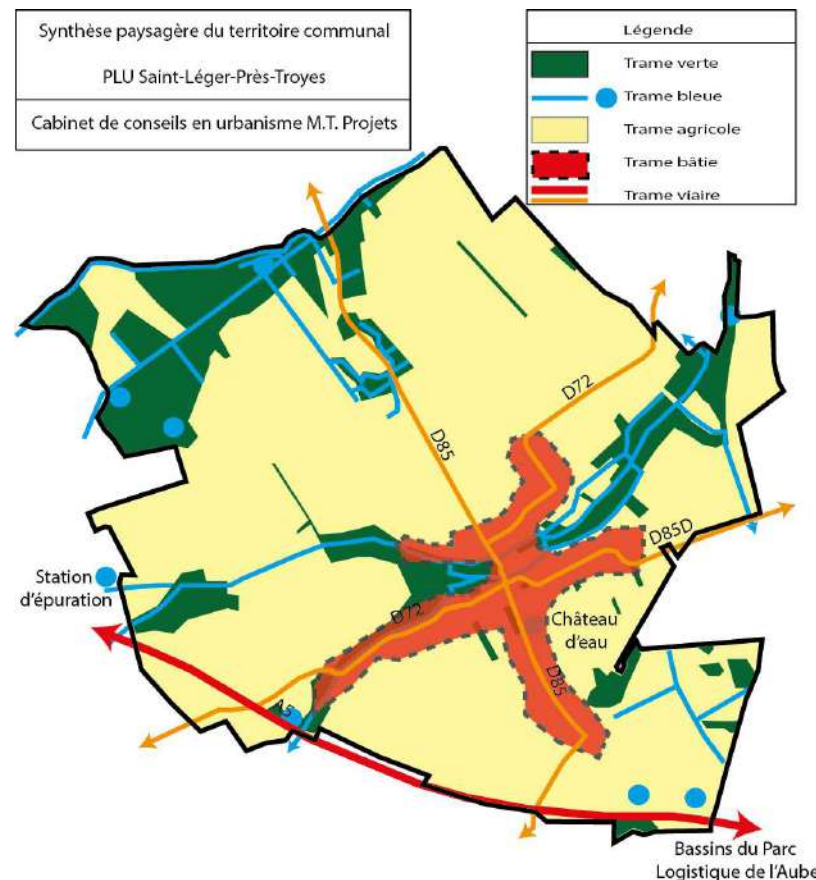 Synthèse paysagère du territoire communal
PLU Saint-Léger-Près-Troyes
Cabinet de conseils en urbanisme M.T. Projets
Légende
Trame verte
Trame bleue
Trame agricole
Trame bâtie
Trame viaire
D72
D85
D85D
Station
d'épuration
D72
Château
d'eau
D85
A5
Bassins du Parc
Logistique de l'Aube